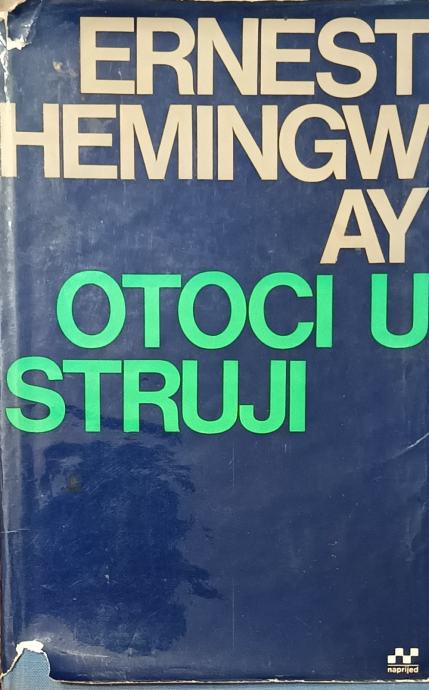 ERNEST
HEMINGW
AY
OTOCI U
STRUJI
naprijed